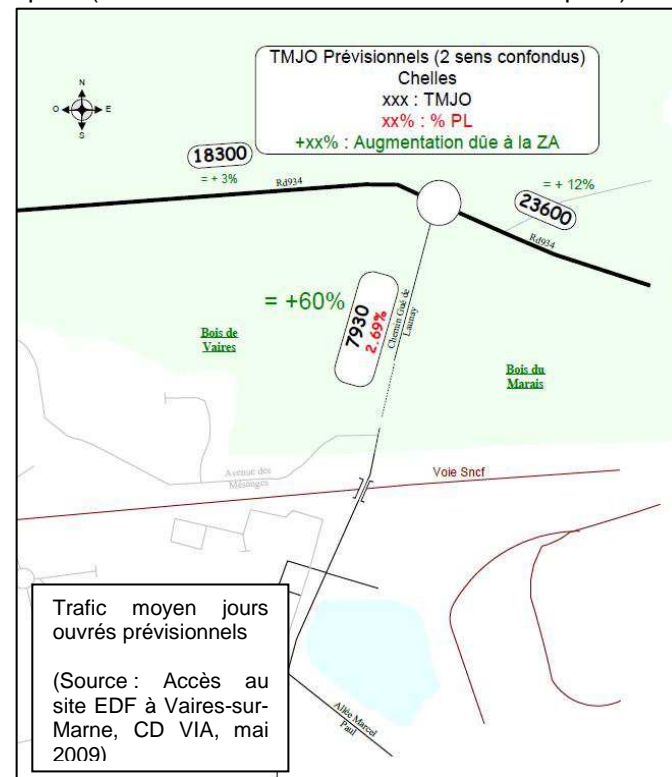 TMJO Prévisionnels (2 sens confondus)
Chelles
xxx : TMJO
xx% : % PL
+xx% : Augmentation dûe à la ZA
N
O
E
S
18300
= + 3%
Rd934
= + 12%
23600
Rd934
= +60%
7930
2.69%
Chemin Gué de
Launay
Bois de
Vaires
Bois du
Marais
Avenue des
Mésanges
Voie Sncf
Trafic moyen jours
ouvrés prévisionnels
(Source : Accès au
site EDF à Vaires-sur-
Marne, CD VIA, mai
2009)
Allée Marcel
Paul